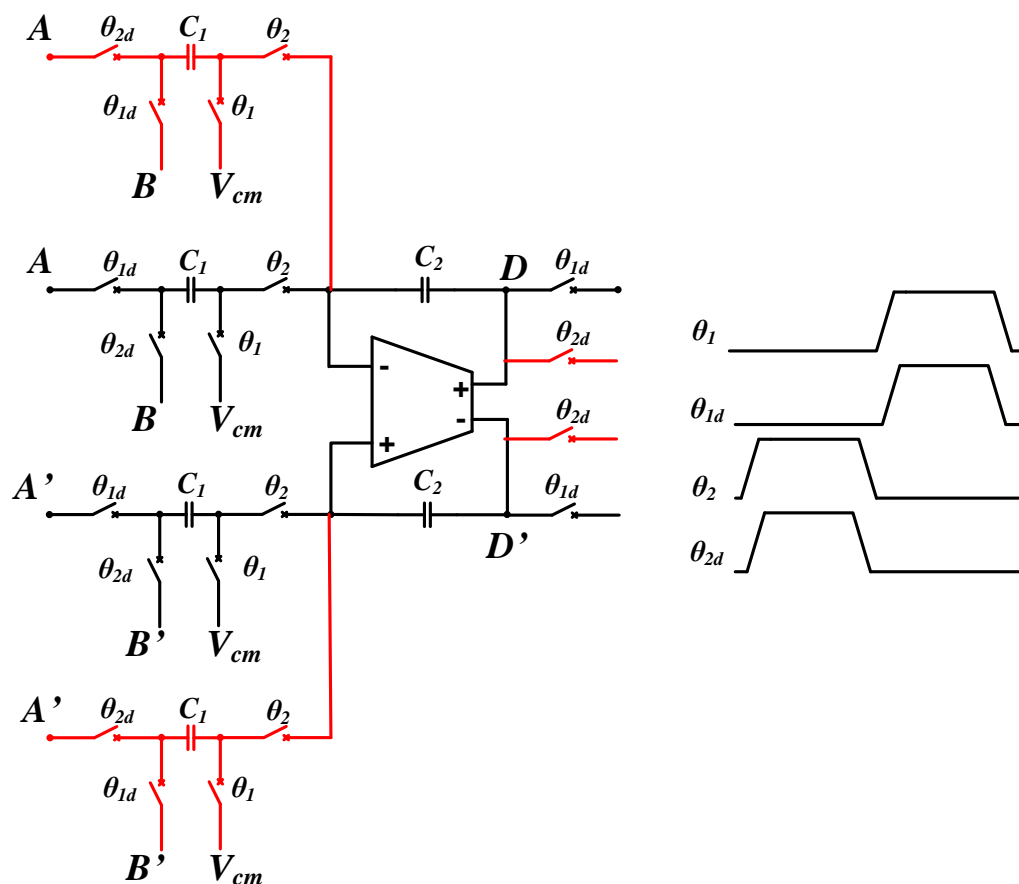 A θ2d C1 θ2
θ1d θ1
B Vcm
A θ1d C1 θ2 C2 D θ1d
θ2d θ1 - + - + θ2d
B Vcm θ2d
A' θ1d C1 θ2 C2 D' θ1d
θ2d θ1
B' Vcm
A' θ2d C1 θ2
θ1d θ1
B' Vcm
θ1
θ1d
θ2
θ2d